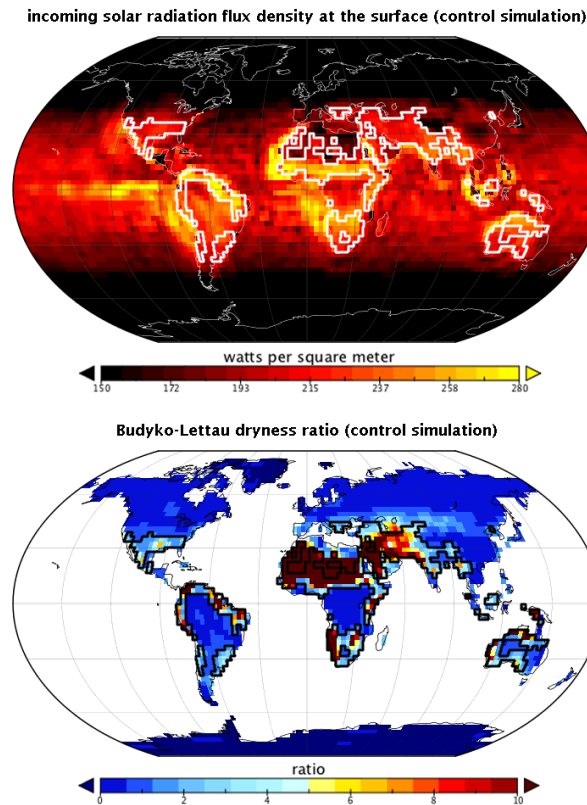 incoming solar radiation flux density at the surface (control simulation)
watts per square meter
150 172 193 215 237 258 280
Budyko-Lettau dryness ratio (control simulation)
ratio
0 2 4 6 8 10